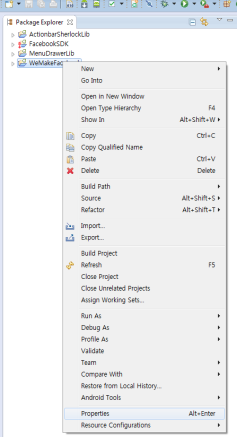 Package Explorer
ActionbarSherlockLib
FacebookSDK
MenuDrawerLib
New
Go Into
Open in New Window
Open Type Hierarchy F4
Show In Alt+Shift+W
Copy Ctrl+C
Copy Qualified Name
Paste Ctrl+V
Delete Delete
Build Path
Source Alt+Shift+S
Refactor Alt+Shift+T
Import...
Export...
Build Project
Refresh F5
Close Project
Close Unrelated Projects
Assign Working Sets...
Run As
Debug As
Profile As
Validate
Team
Compare With
Restore from Local History...
Android Tools
Properties Alt+Enter
Resource Configurations